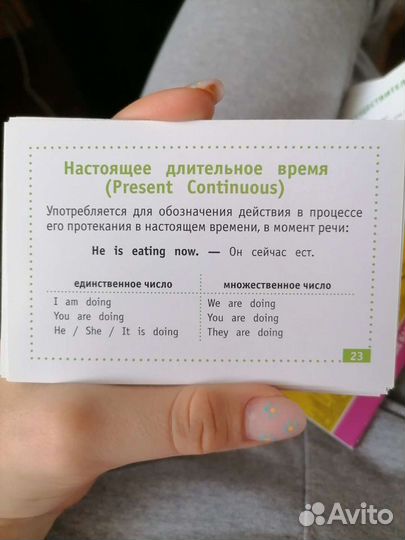 Настоящее длительное время
(Present Continuous)
Употребляется для обозначения действия в процессе
его протекания в настоящем времени, в момент речи:
He is eating now. — Он сейчас ест.
единственное число
I am doing
You are doing
He / She / It is doing
множественное число
We are doing
You are doing
They are doing
23
Avito